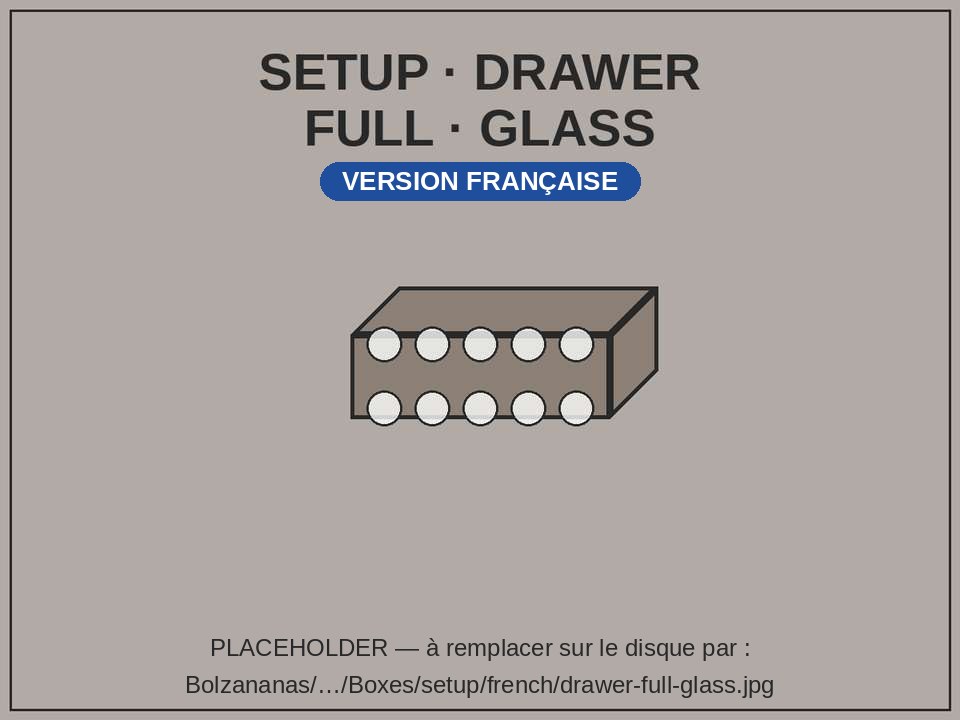 SETUP · DRAWER
FULL · GLASS
VERSION FRANÇAISE
PLACEHOLDER — à remplacer sur le disque par :
Bolzananas/…/Boxes/setup/french/drawer-full-glass.jpg